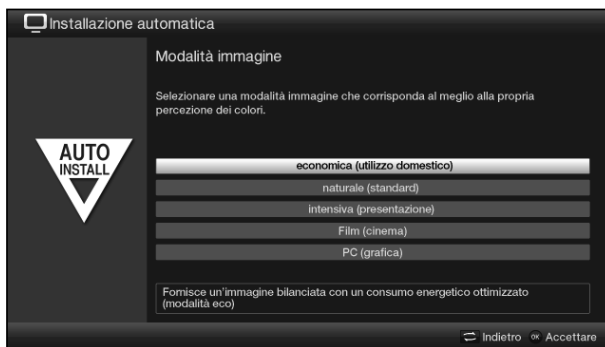 Installazione automatica
Modalità immagine
Selezionare una modalità immagine che corrisponda al meglio alla propria
percezione dei colori.
AUTO
INSTALL
economica (utilizzo domestico)
naturale (standard)
intensiva (presentazione)
Film (cinema)
PC (grafica)
Fornisce un'immagine bilanciata con un consumo energetico ottimizzato
(modalità eco)
Indietro OK Accettare